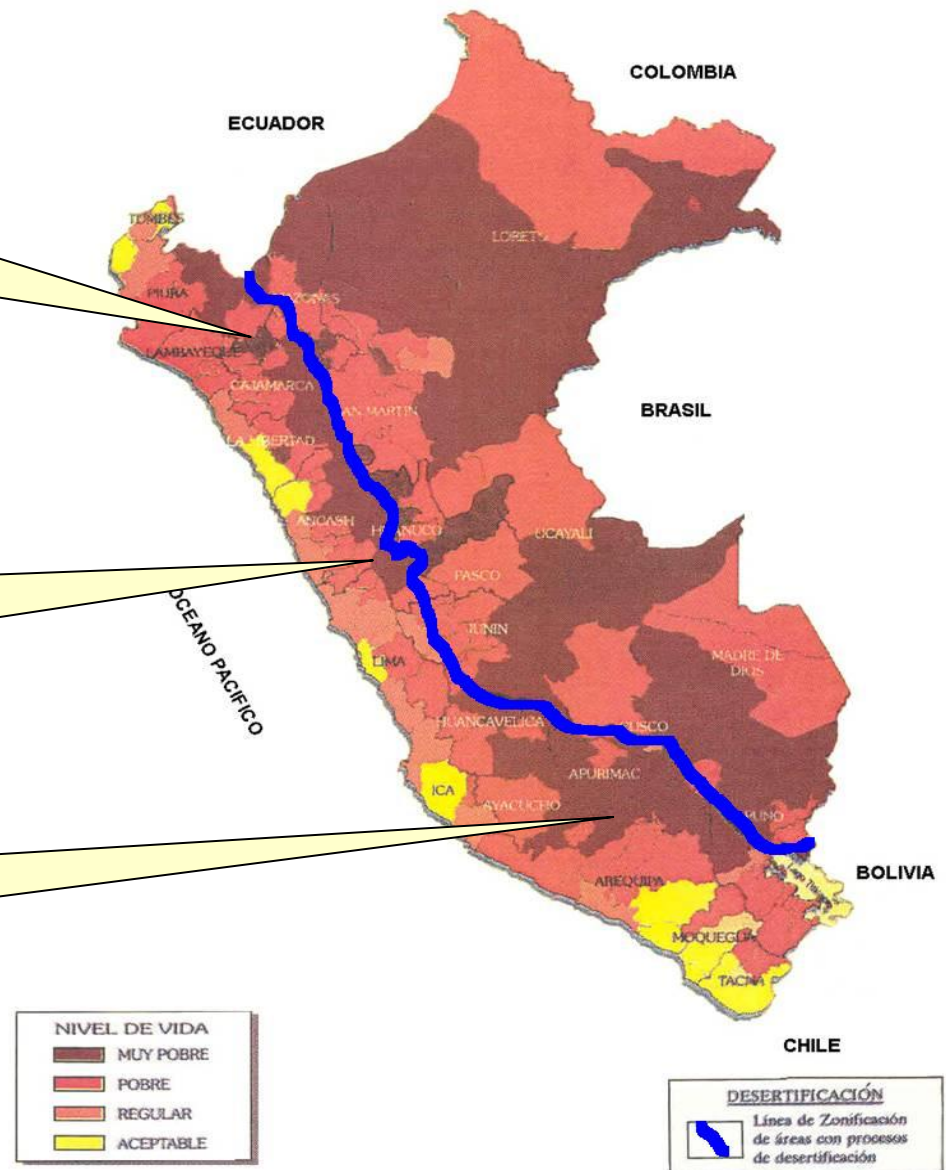 COLOMBIA
ECUADOR
TUMBES
LORETO
PIURA
AZONAS
LAMBAYEQUE
CAJAMARCA
AN MARTIN
BRASIL
LA LIBERTAD
ANCASH
HUANUCO
UCAYALI
PASCO
OCEANO PACIFICO
JUNIN
LIMA
MADRE DE
DIOS
HUANCAVELICA
CUSCO
APURIMAC
ICA
AYACUCHO
PUNO
BOLIVIA
AREQUIPA
MOQUEGUA
TACNA
CHILE
NIVEL DE VIDA
MUY POBRE
POBRE
REGULAR
ACEPTABLE
DESERTIFICACIÓN
Línea de Zonificación
de áreas con procesos
de desertificación